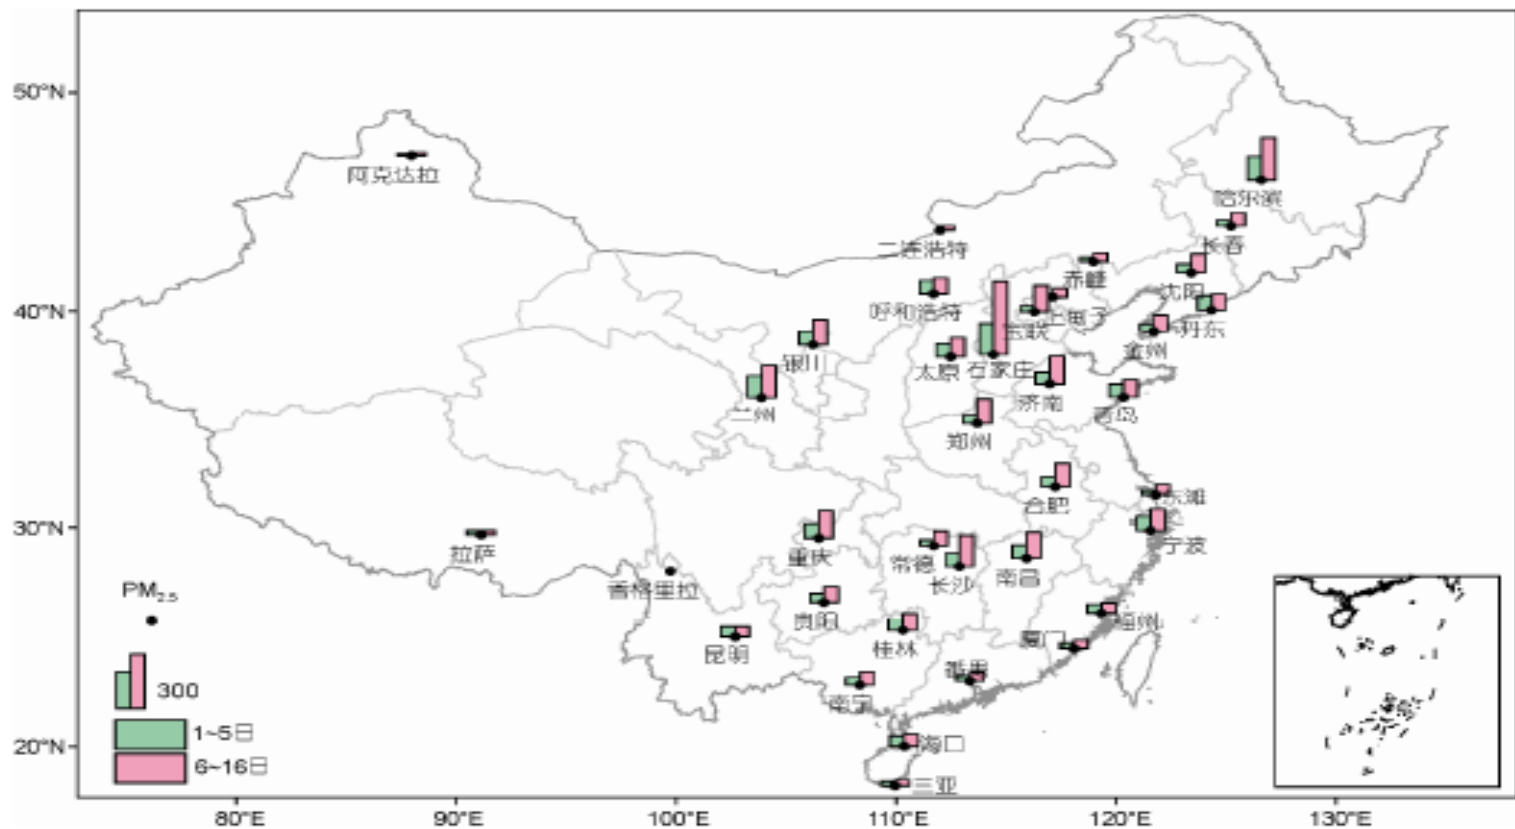 50°N
阿克达拉
哈尔滨
长春
二连浩特
赤峰
沈阳
40°N
呼和浩特
上甸子
宝联
丹东
金州
银川
太原
石家庄
济南
兰州
青岛
郑州
合肥
东滩
30°N
拉萨
重庆
常德
长沙
南昌
宁波
香格里拉
PM2.5
贵阳
福州
昆明
桂林
厦门
番禺
南宁
300
1~5日
20°N
海口
6~16日
三亚
80°E
90°E
100°E
110°E
120°E
130°E